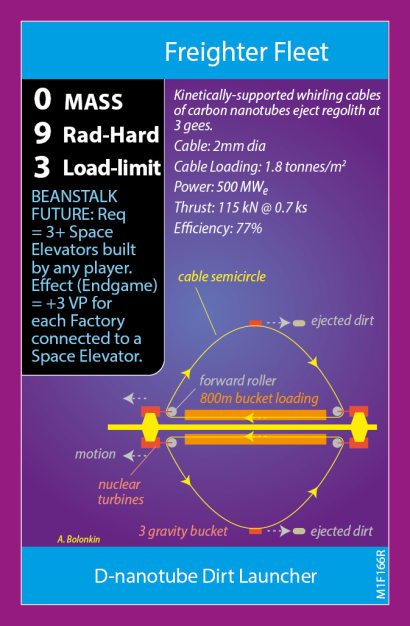 Freighter Fleet
0 MASS
9 Rad-Hard
3 Load-limit
BEANSTALK
FUTURE: Req
= 3+ Space
Elevators built
by any player.
Effect (Endgame)
= +3 VP for
each Factory
connected to a
Space Elevator.
Kinetically-supported whirling cables
of carbon nanotubes eject regolith at
3 gees.
Cable: 2mm dia
Cable Loading: 1.8 tonnes/m²
Power: 500 MWₑ
Thrust: 115 kN @ 0.7 ks
Efficiency: 77%
cable semicircle
ejected dirt
forward roller
800m bucket loading
motion
nuclear
turbines
3 gravity bucket
ejected dirt
A. Bolonkin
D-nanotube Dirt Launcher
M1F166R